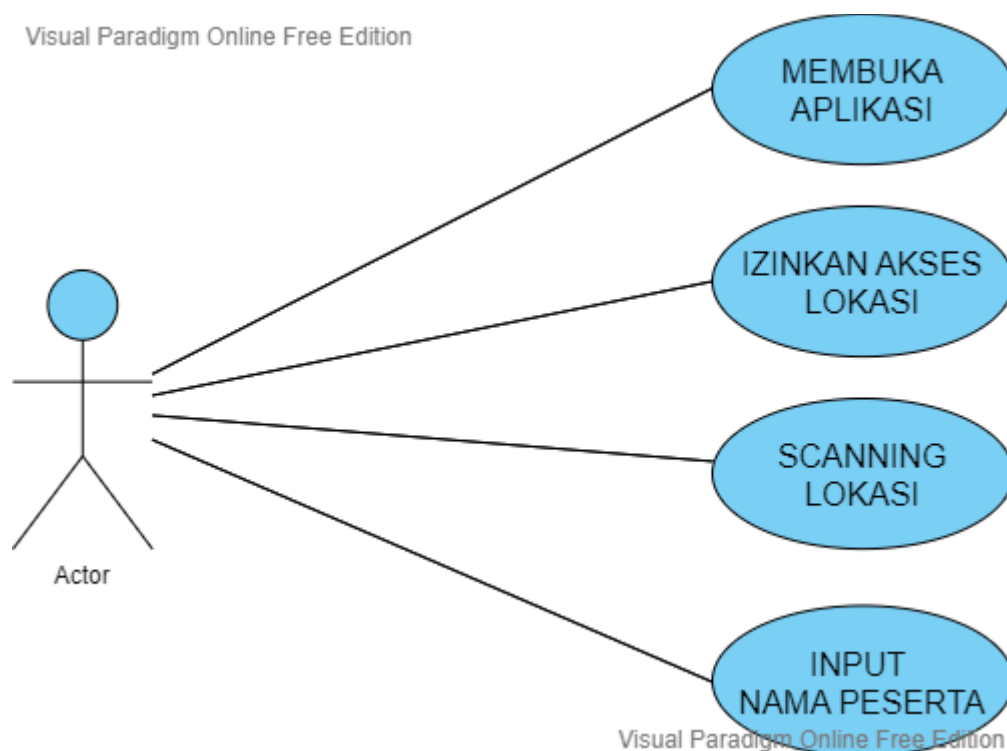 Visual Paradigm Online Free Edition
MEMBUKA
APLIKASI
IZINKAN AKSES
LOKASI
SCANNING
LOKASI
Actor
INPUT
NAMA PESERTA
Visual Paradigm Online Free Edition